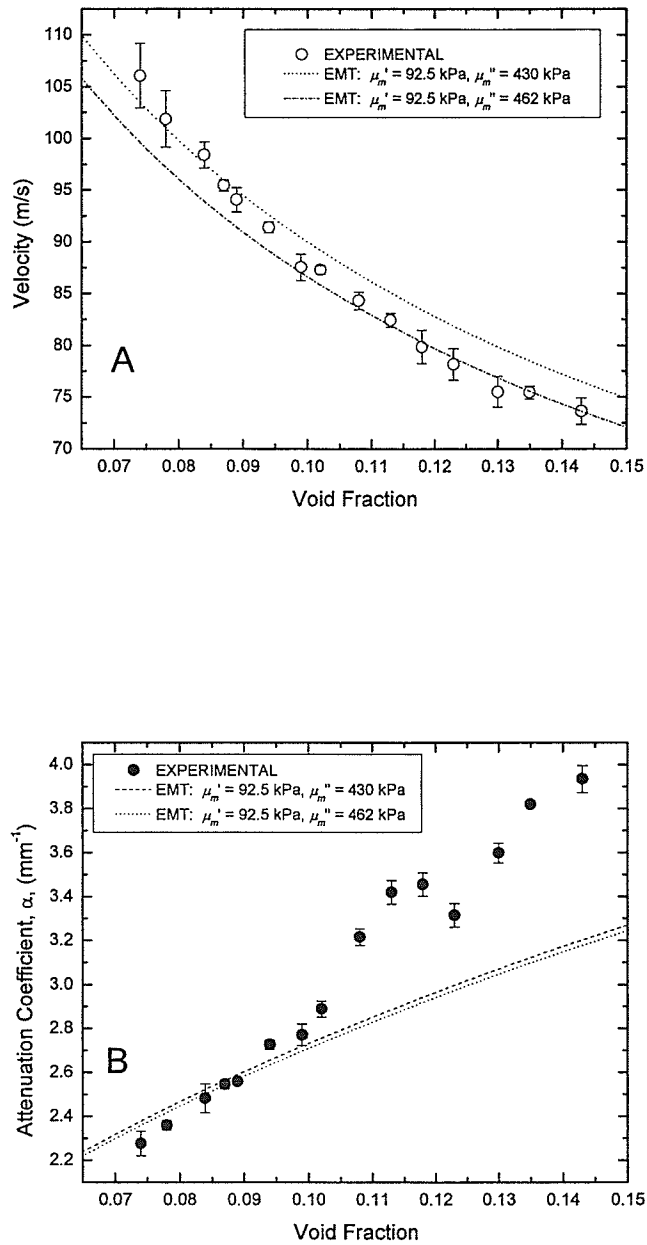 110
105
100
95
90
85
80
75
70
Velocity (m/s)
EXPERIMENTAL
EMT: μm' = 92.5 kPa, μm" = 430 kPa
EMT: μm' = 92.5 kPa, μm" = 462 kPa
A
0.07 0.08 0.09 0.10 0.11 0.12 0.13 0.14 0.15
Void Fraction
4.0
3.8
3.6
3.4
3.2
3.0
2.8
2.6
2.4
2.2
Attenuation Coefficient, α, (mm⁻¹)
EXPERIMENTAL
EMT: μm' = 92.5 kPa, μm" = 430 kPa
EMT: μm' = 92.5 kPa, μm" = 462 kPa
B
0.07 0.08 0.09 0.10 0.11 0.12 0.13 0.14 0.15
Void Fraction